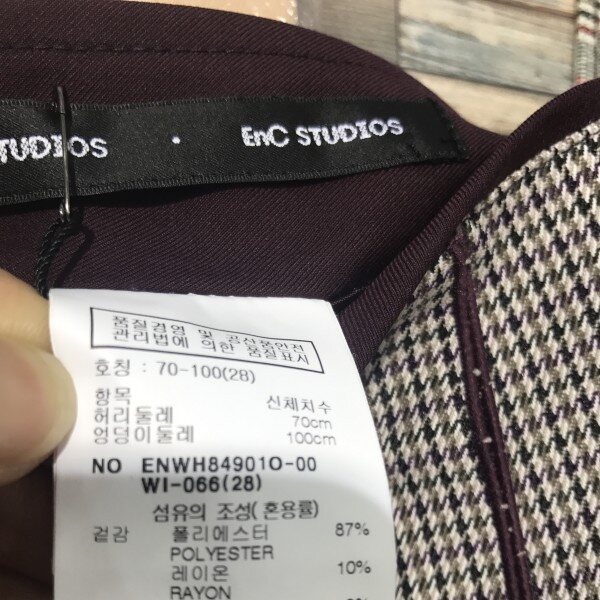 TUDIOS • EnC STUDIOS
품질경영 및 공산품안전
관리법에 의한 품질표시
호칭 : 70-100(28)
항목 신체치수
허리둘레 70cm
엉덩이둘레 100cm
NO ENWH84901O-00
WI-066(28)
섬유의 조성(혼용률)
겉감 폴리에스터 87%
POLYESTER
레이온 10%
RAYON